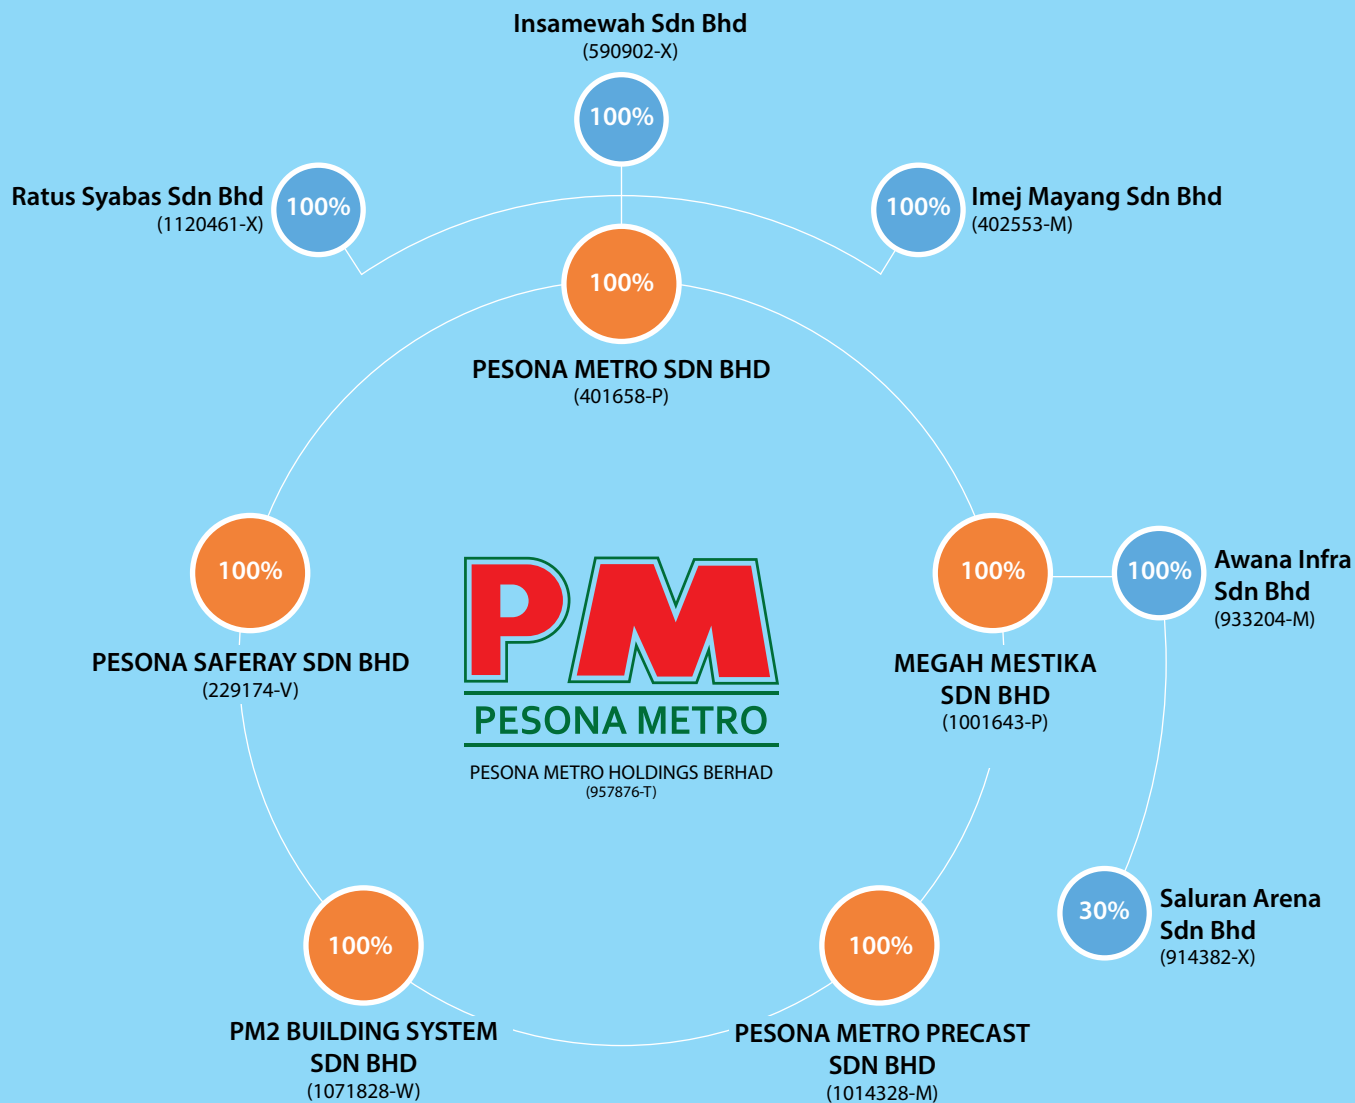 Insamewah Sdn Bhd
(590902-X)
100%
Ratus Syabas Sdn Bhd
(1120461-X)
100%
100%
Imej Mayang Sdn Bhd
(402553-M)
100%
PESONA METRO SDN BHD
(401658-P)
100%
PESONA SAFERAY SDN BHD
(229174-V)
PM
PESONA METRO
PESONA METRO HOLDINGS BERHAD
(957876-T)
100%
MEGAH MESTIKA
SDN BHD
(1001643-P)
100%
Awana Infra
Sdn Bhd
(933204-M)
30%
Saluran Arena
Sdn Bhd
(914382-X)
100%
PM2 BUILDING SYSTEM
SDN BHD
(1071828-W)
100%
PESONA METRO PRECAST
SDN BHD
(1014328-M)